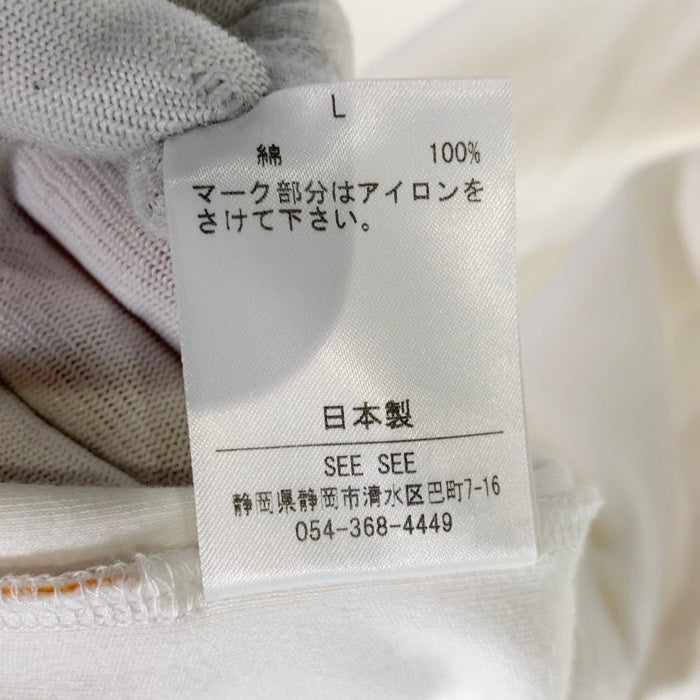 L
綿 100%
マーク部分はアイロンを
さけて下さい。
日本製
SEE SEE
静岡県静岡市清水区巴町7-16
054-368-4449